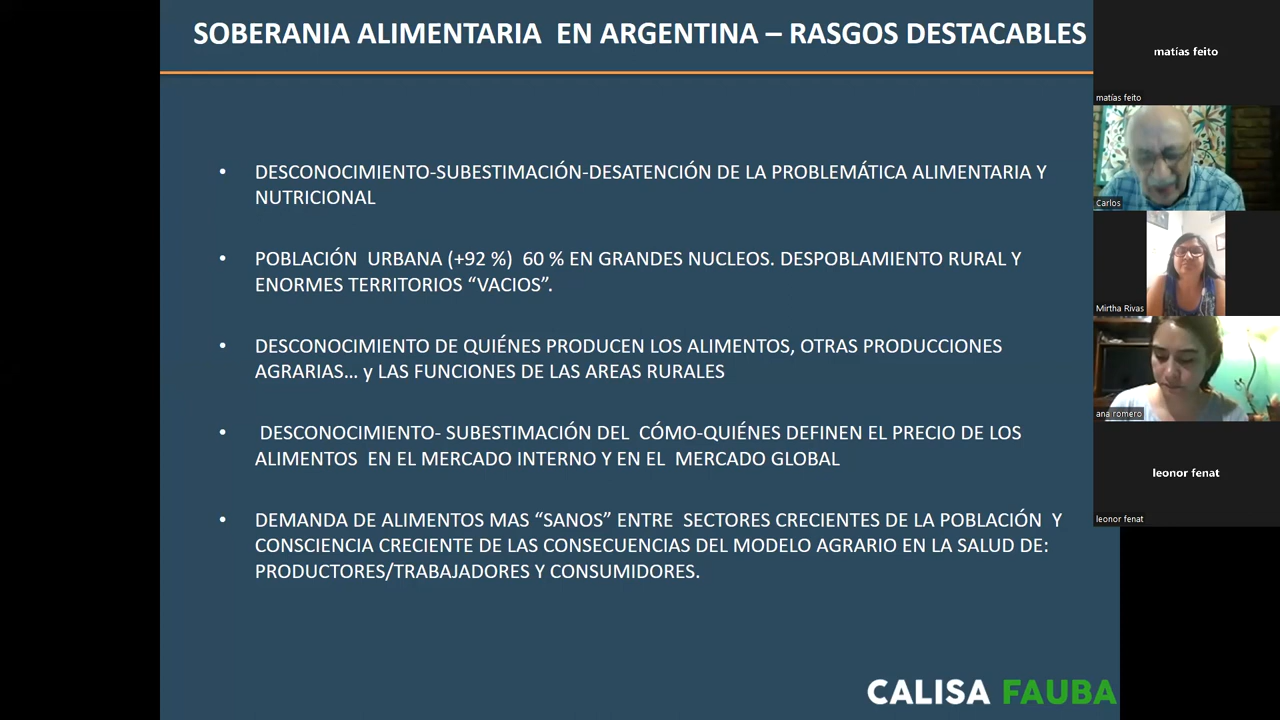 SOBERANIA ALIMENTARIA EN ARGENTINA – RASGOS DESTACABLES
• DESCONOCIMIENTO-SUBESTIMACIÓN-DESATENCIÓN DE LA PROBLEMÁTICA ALIMENTARIA Y
NUTRICIONAL
• POBLACIÓN URBANA (+92 %) 60 % EN GRANDES NUCLEOS. DESPOBLAMIENTO RURAL Y
ENORMES TERRITORIOS “VACIOS”.
• DESCONOCIMIENTO DE QUIÉNES PRODUCEN LOS ALIMENTOS, OTRAS PRODUCCIONES
AGRARIAS... y LAS FUNCIONES DE LAS AREAS RURALES
• DESCONOCIMIENTO- SUBESTIMACIÓN DEL CÓMO-QUIÉNES DEFINEN EL PRECIO DE LOS
ALIMENTOS EN EL MERCADO INTERNO Y EN EL MERCADO GLOBAL
• DEMANDA DE ALIMENTOS MAS “SANOS” ENTRE SECTORES CRECIENTES DE LA POBLACIÓN Y
CONSCIENCIA CRECIENTE DE LAS CONSECUENCIAS DEL MODELO AGRARIO EN LA SALUD DE:
PRODUCTORES/TRABAJADORES Y CONSUMIDORES.
CALISA FAUBA
matías feito
matías feito
Carlos
Mirtha Rivas
ana romero
leonor fenat
leonor fenat